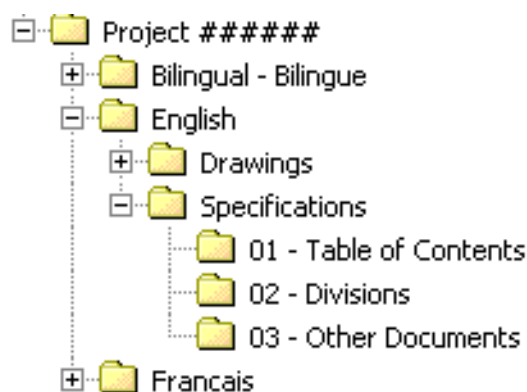 Project ######
Bilingual - Bilingue
English
Drawings
Specifications
01 - Table of Contents
02 - Divisions
03 - Other Documents
Francais